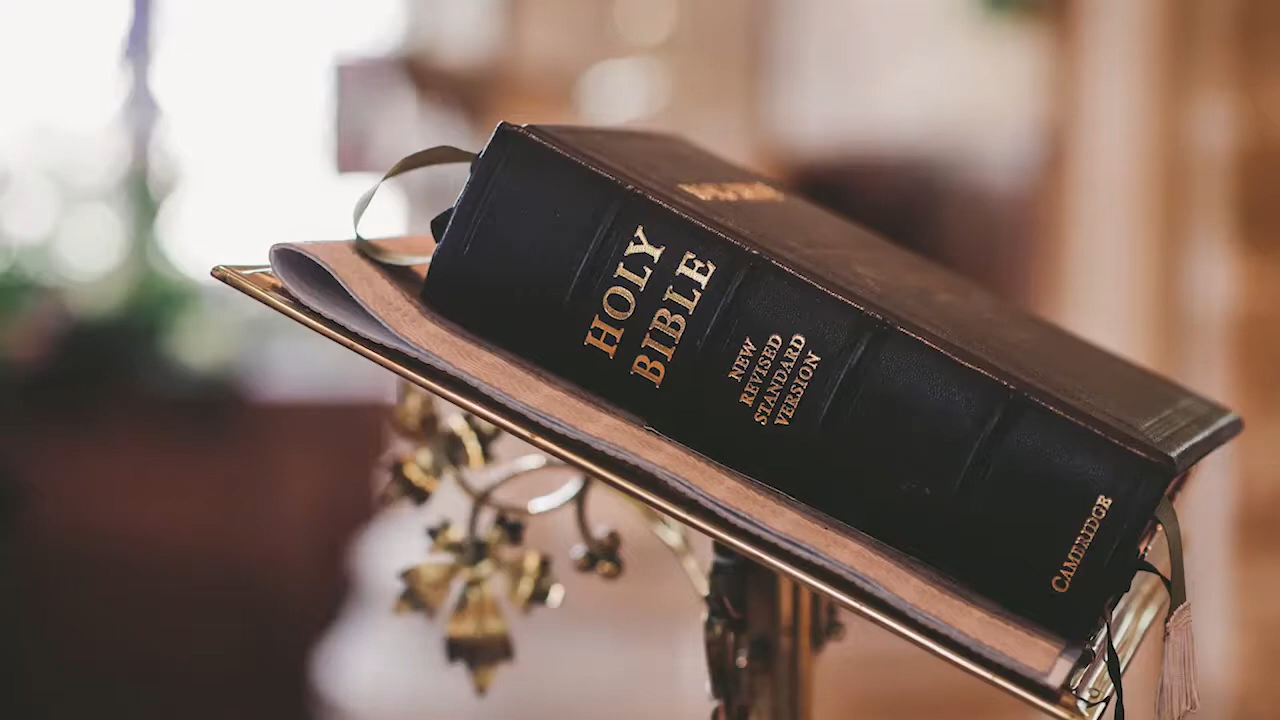 HOLY
BIBLE
NEW
REVISED
STANDARD
VERSION
CAMBRIDGE